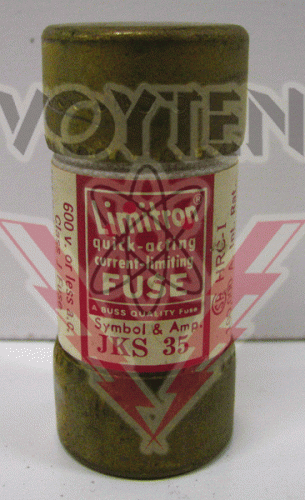 VOYTEN
Limitron®
quick-acting
current-limiting
FUSE
A BUSS QUALITY Fuse
Symbol & Amp.
JKS 35
600 v. or less a.c.
HRC-I